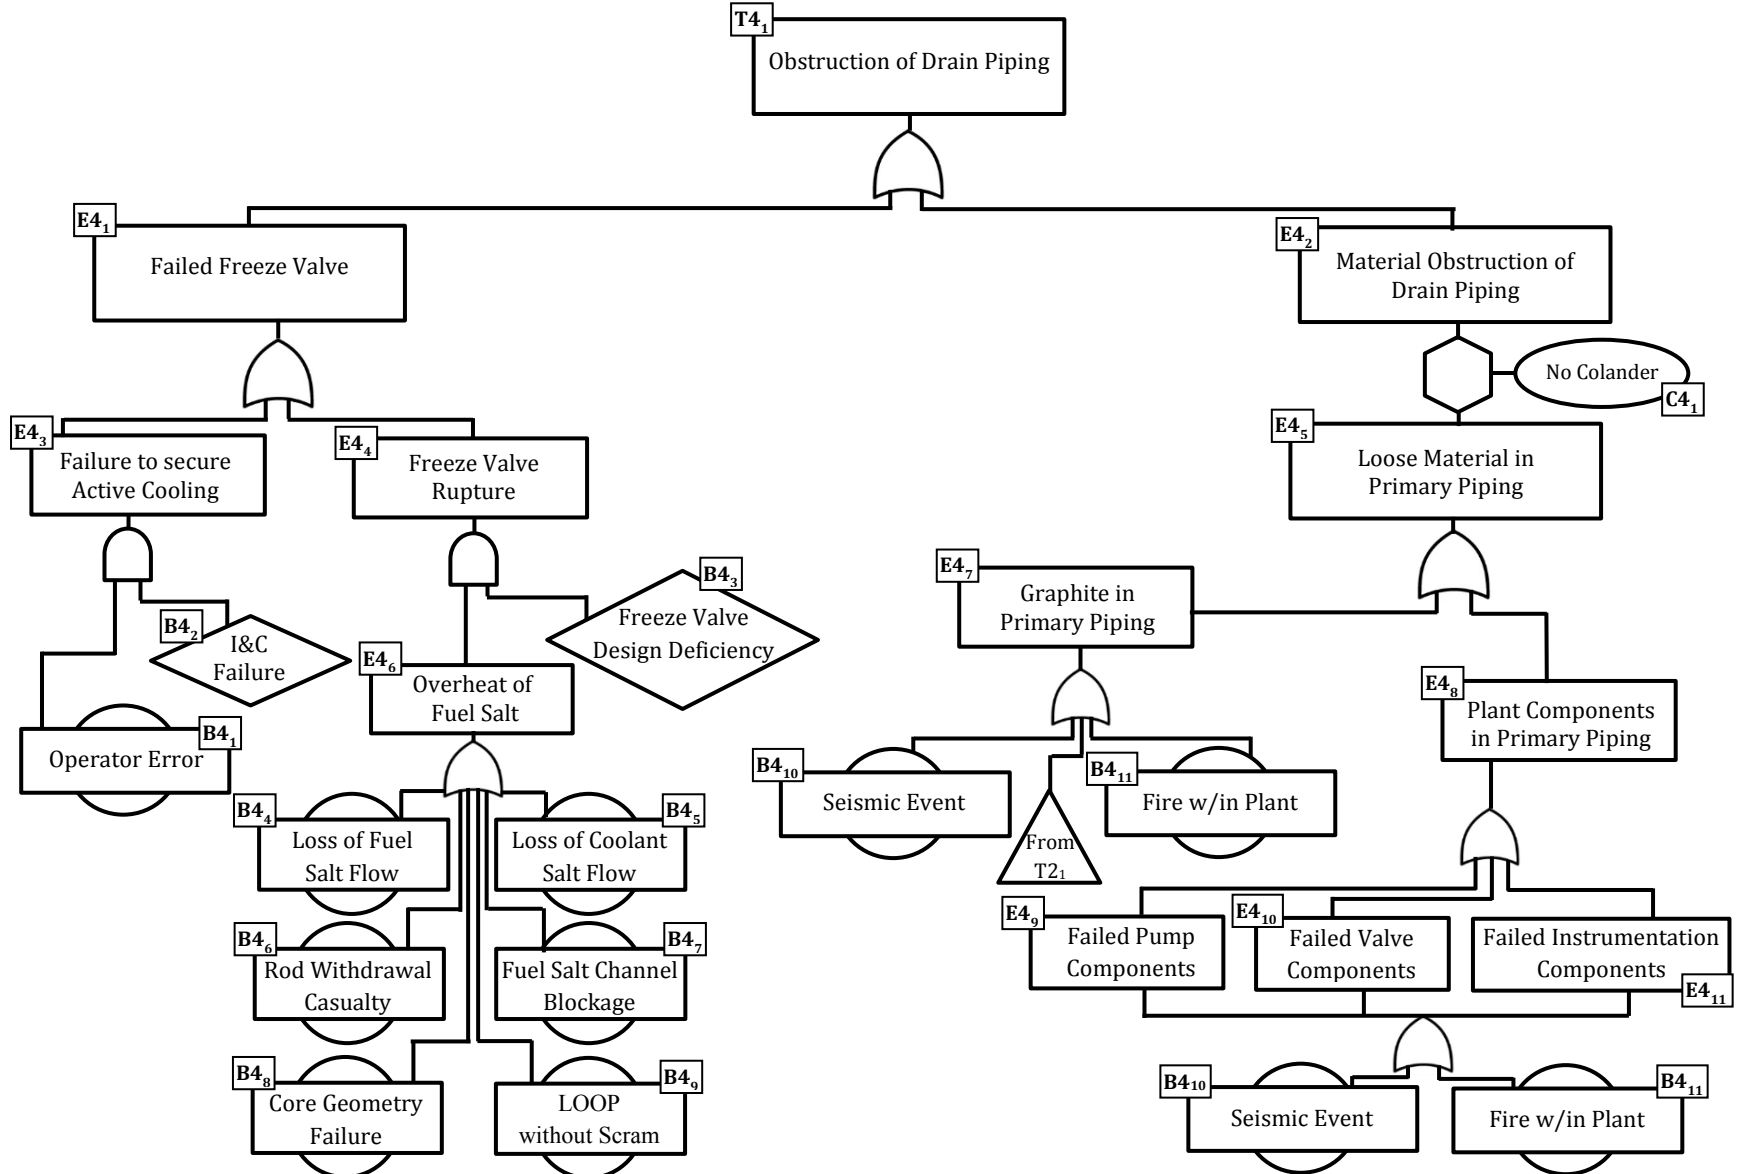 T4₁
Obstruction of Drain Piping
E4₁
Failed Freeze Valve
E4₂
Material Obstruction of
Drain Piping
No Colander
C4₁
E4₃
Failure to secure
Active Cooling
E4₄
Freeze Valve
Rupture
E4₅
Loose Material in
Primary Piping
B4₂
I&C
Failure
B4₁
Operator Error
B4₃
Freeze Valve
Design Deficiency
E4₆
Overheat of
Fuel Salt
E4₇
Graphite in
Primary Piping
E4₈
Plant Components
in Primary Piping
B4₄
Loss of Fuel
Salt Flow
B4₅
Loss of Coolant
Salt Flow
B4₆
Rod Withdrawal
Casualty
B4₇
Fuel Salt Channel
Blockage
B4₈
Core Geometry
Failure
B4₉
LOOP
without Scram
B4₁₀
Seismic Event
From
T2₁
B4₁₁
Fire w/in Plant
E4₉
Failed Pump
Components
E4₁₀
Failed Valve
Components
Failed Instrumentation
Components
E4₁₁
B4₁₀
Seismic Event
B4₁₁
Fire w/in Plant